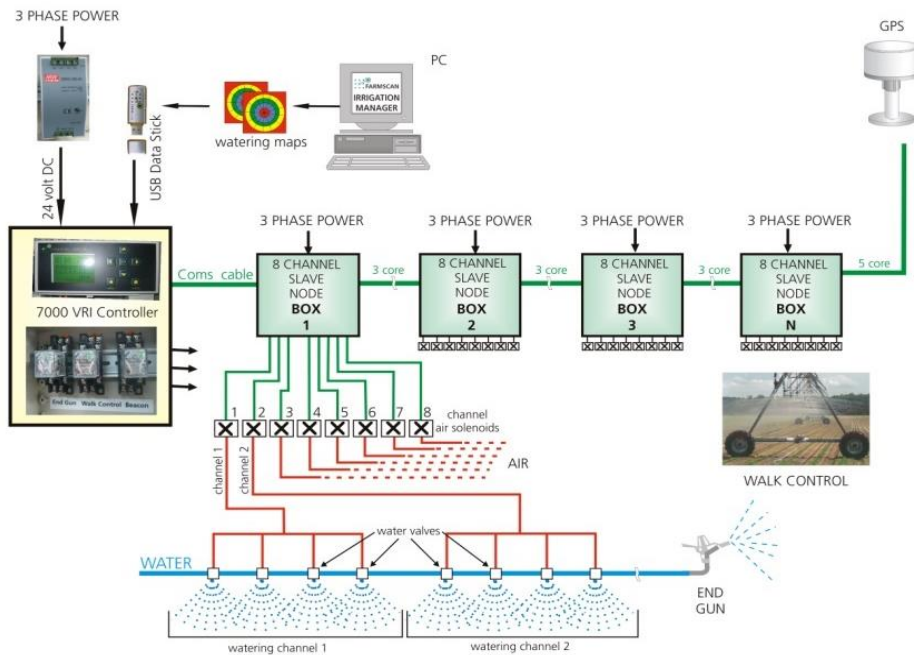 3 PHASE POWER
GPS
PC
FARMSCAN
IRRIGATION
MANAGER
watering maps
USB Data Stick
24 volt DC
3 PHASE POWER
3 PHASE POWER
3 PHASE POWER
3 PHASE POWER
Coms cable
8 CHANNEL
SLAVE
NODE
BOX
1
3 core
8 CHANNEL
SLAVE
NODE
BOX
2
3 core
8 CHANNEL
SLAVE
NODE
BOX
3
3 core
8 CHANNEL
SLAVE
NODE
BOX
N
5 core
7000 VRI Controller
End Gun Walk Control Beacon
1 2 3 4 5 6 7 8
channel
air solenoids
channel 1
channel 2
AIR
WALK CONTROL
water valves
WATER
END
GUN
watering channel 1
watering channel 2